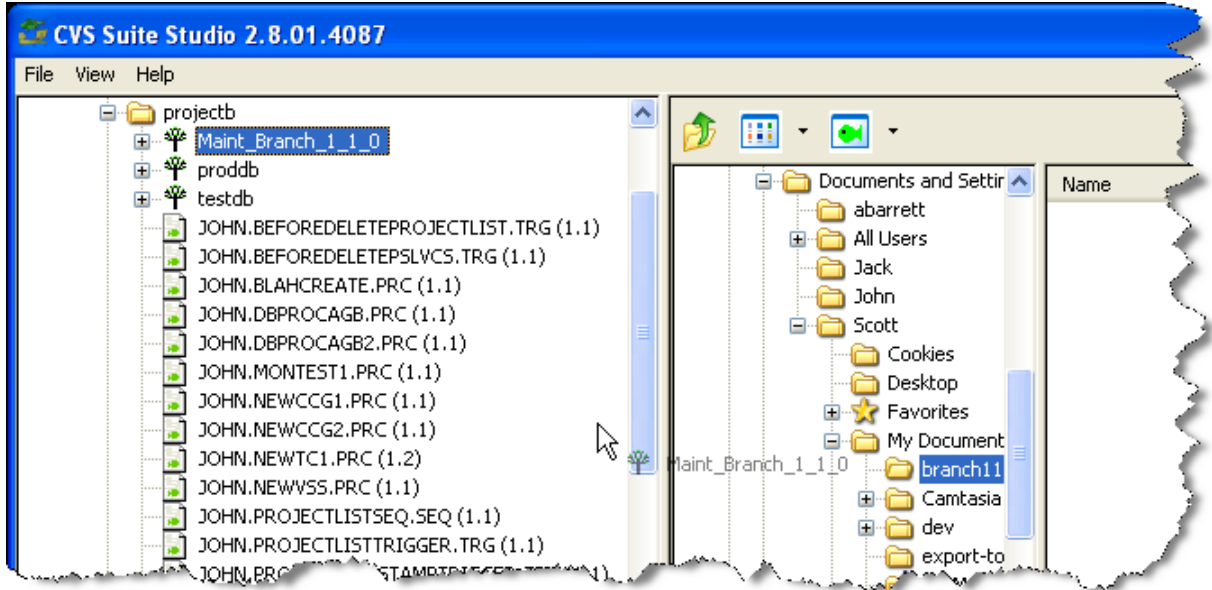 CVS Suite Studio 2.8.01.4087
File View Help
projectb
Maint_Branch_1_1_0
proddb
testdb
JOHN.BEFOREDELETEPROJECTLIST.TRG (1.1)
JOHN.BEFOREDELETEPSLVCS.TRG (1.1)
JOHN.BLAHCREATE.PRC (1.1)
JOHN.DBPROCAGB.PRC (1.1)
JOHN.DBPROCAGB2.PRC (1.1)
JOHN.MONTEST1.PRC (1.1)
JOHN.NEWCCG1.PRC (1.1)
JOHN.NEWCCG2.PRC (1.1)
JOHN.NEWTC1.PRC (1.2)
JOHN.NEWVSS.PRC (1.1)
JOHN.PROJECTLISTSEQ.SEQ (1.1)
JOHN.PROJECTLISTTRIGGER.TRG (1.1)
Maint_Branch_1_1_0
Documents and Settir
abarrett
All Users
Jack
John
Scott
Cookies
Desktop
Favorites
My Document
branch11
Camtasia
dev
export-to
Name